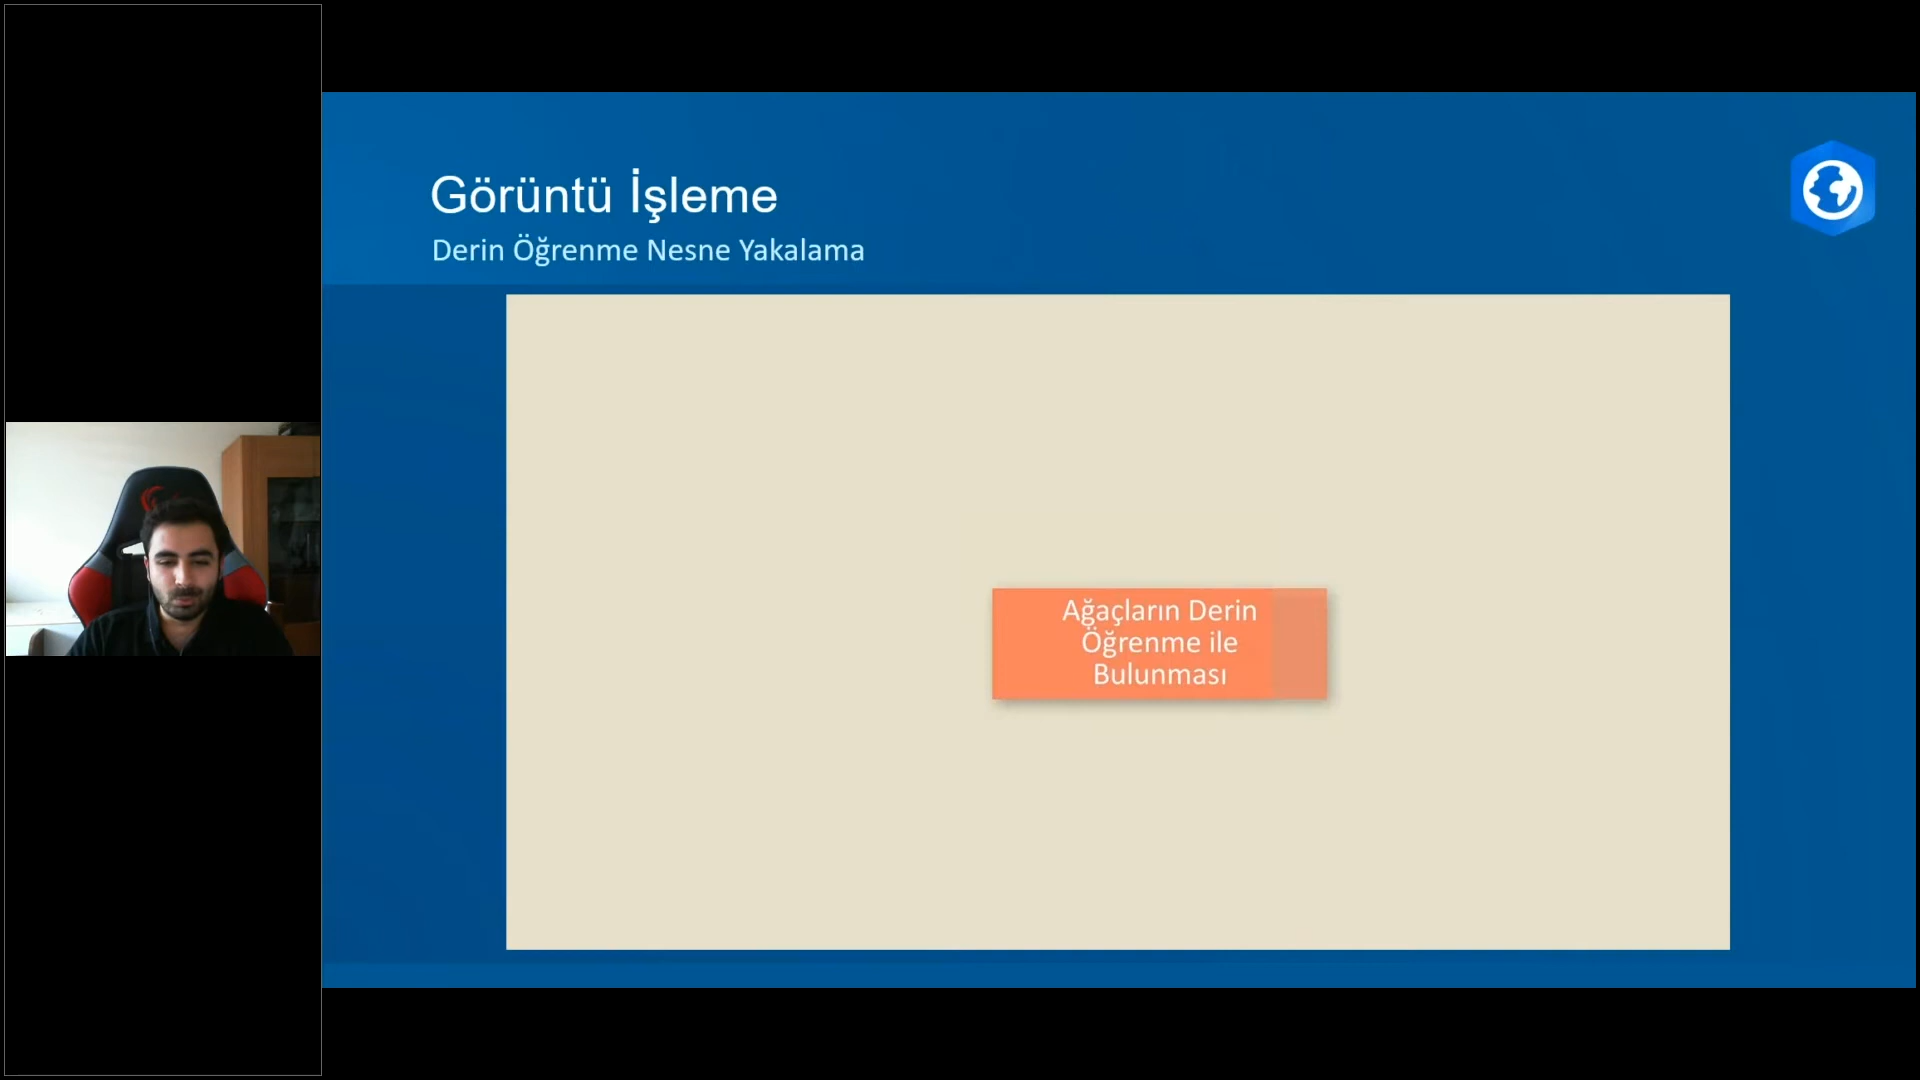 Görüntü İşleme
Derin Öğrenme Nesne Yakalama
Ağaçların Derin
Öğrenme ile
Bulunması